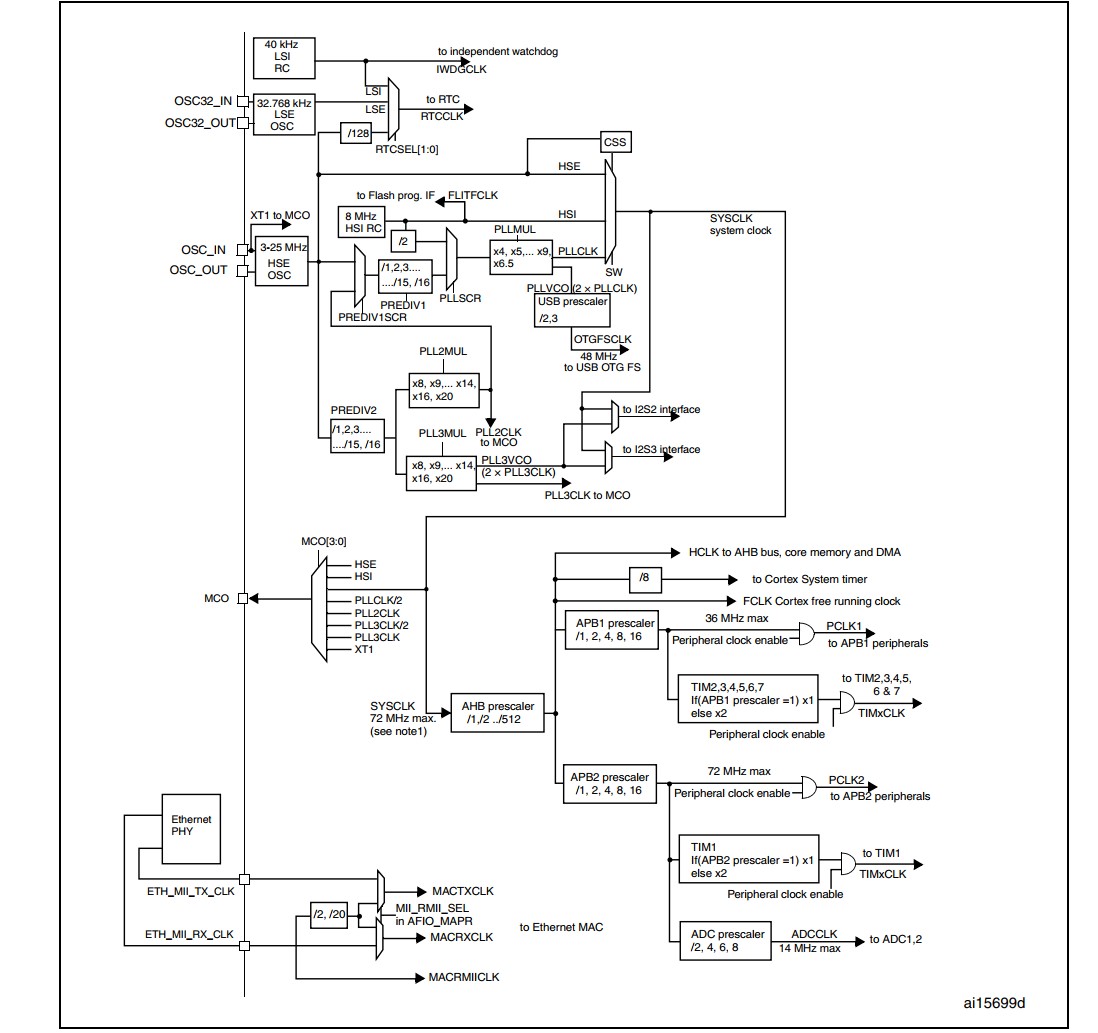 40 kHz
LSI
RC
to independent watchdog
IWDGCLK
OSC32_IN
OSC32_OUT
32.768 kHz
LSE
OSC
LSI
LSE
to RTC
RTCCLK
/128
RTCSEL[1:0]
CSS
HSE
to Flash prog. IF
FLITFCLK
XT1 to MCO
8 MHz
HSI RC
HSI
SYSCLK
system clock
/2
PLLMUL
x4, x5,... x9,
x6.5
PLLCLK
SW
OSC_IN
OSC_OUT
3-25 MHz
HSE
OSC
/1,2,3....
..../15, /16
PREDIV1
PLLSCR
PREDIV1SCR
PLLVCO (2 × PLLCLK)
USB prescaler
/2,3
OTGFSCLK
48 MHz
to USB OTG FS
PLL2MUL
x8, x9,... x14,
x16, x20
PLL2CLK
to MCO
PREDIV2
/1,2,3....
..../15, /16
PLL3MUL
x8, x9,... x14,
x16, x20
PLL3VCO
(2 × PLL3CLK)
PLL3CLK to MCO
to I2S2 interface
to I2S3 interface
MCO[3:0]
MCO
HSE
HSI
PLLCLK/2
PLL2CLK
PLL3CLK/2
PLL3CLK
XT1
HCLK to AHB bus, core memory and DMA
/8
to Cortex System timer
FCLK Cortex free running clock
APB1 prescaler
/1, 2, 4, 8, 16
36 MHz max
Peripheral clock enable
PCLK1
to APB1 peripherals
TIM2,3,4,5,6,7
If(APB1 prescaler =1) x1
else x2
to TIM2,3,4,5,
6 & 7
TIMxCLK
Peripheral clock enable
SYSCLK
72 MHz max.
(see note1)
AHB prescaler
/1,/2 ../512
APB2 prescaler
/1, 2, 4, 8, 16
72 MHz max
Peripheral clock enable
PCLK2
to APB2 peripherals
TIM1
If(APB2 prescaler =1) x1
else x2
to TIM1
TIMxCLK
Peripheral clock enable
ADC prescaler
/2, 4, 6, 8
ADCCLK
14 MHz max
to ADC1,2
Ethernet
PHY
ETH_MII_TX_CLK
ETH_MII_RX_CLK
/2, /20
MACTXCLK
MII_RMII_SEL
in AFIO_MAPR
MACRXCLK
MACRMIICLK
to Ethernet MAC
ai15699d